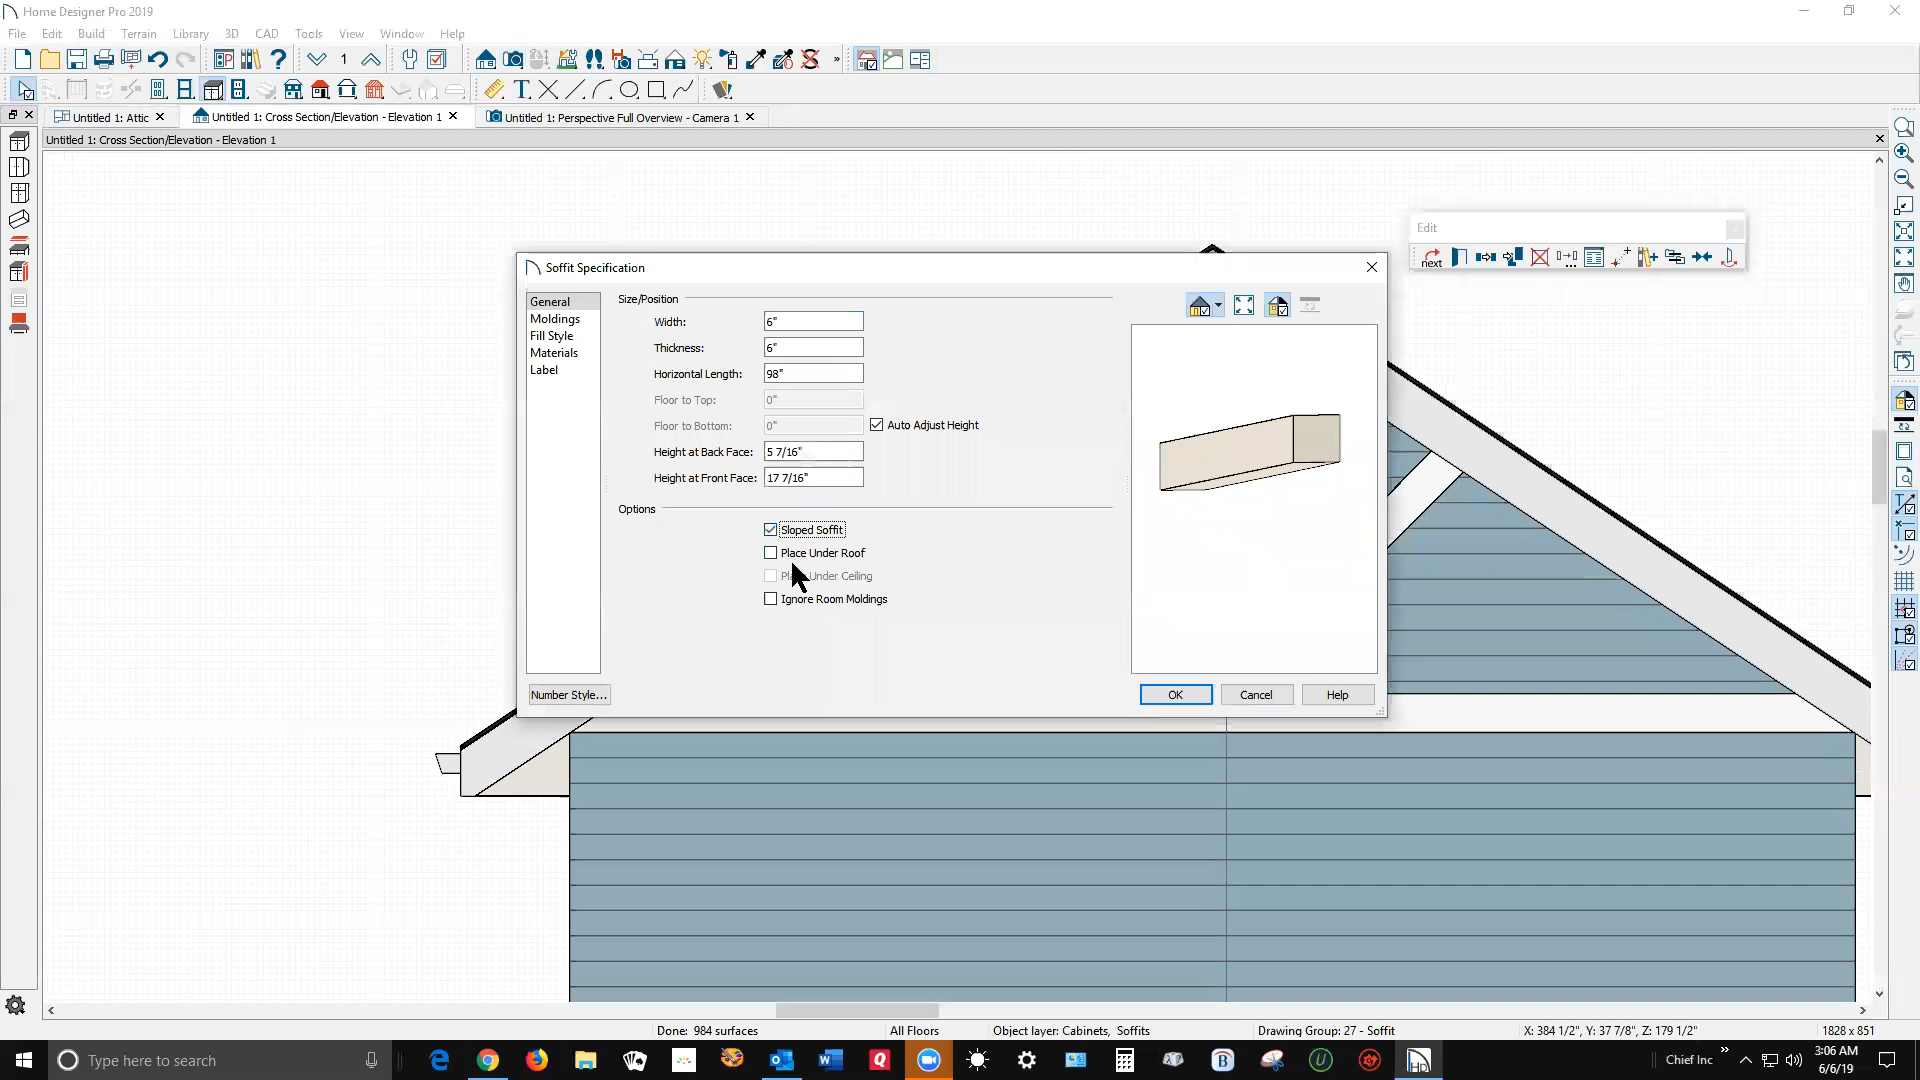 Home Designer Pro 2019
File Edit Build Terrain Library 3D CAD Tools View Window Help
1
Untitled 1: Attic
Untitled 1: Cross Section/Elevation - Elevation 1
Untitled 1: Perspective Full Overview - Camera 1
Untitled 1: Cross Section/Elevation - Elevation 1
Edit
next
Soffit Specification
General
Moldings
Fill Style
Materials
Label
Size/Position
Width: 6"
Thickness: 6"
Horizontal Length: 98"
Floor to Top: 0"
Floor to Bottom: 0" Auto Adjust Height
Height at Back Face: 5 7/16"
Height at Front Face: 17 7/16"
Options
Sloped Soffit
Place Under Roof
Under Ceiling
Ignore Room Moldings
Number Style...
OK Cancel Help
Done: 984 surfaces All Floors Object layer: Cabinets, Soffits Drawing Group: 27 - Soffit X: 384 1/2", Y: 37 7/8", Z: 179 1/2" 1828 x 851
Type here to search
Chief Inc
3:06 AM
6/6/19